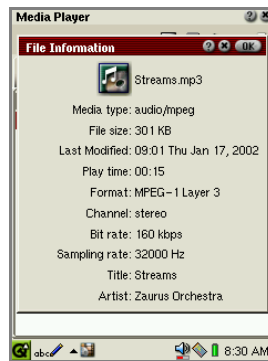 Media Player
File Information OK
Streams.mp3
Media type: audio/mpeg
File size: 301 KB
Last Modified: 09:01 Thu Jan 17, 2002
Play time: 00:15
Format: MPEG-1 Layer 3
Channel: stereo
Bit rate: 160 kbps
Sampling rate: 32000 Hz
Title: Streams
Artist: Zaurus Orchestra
abc 8:30 AM